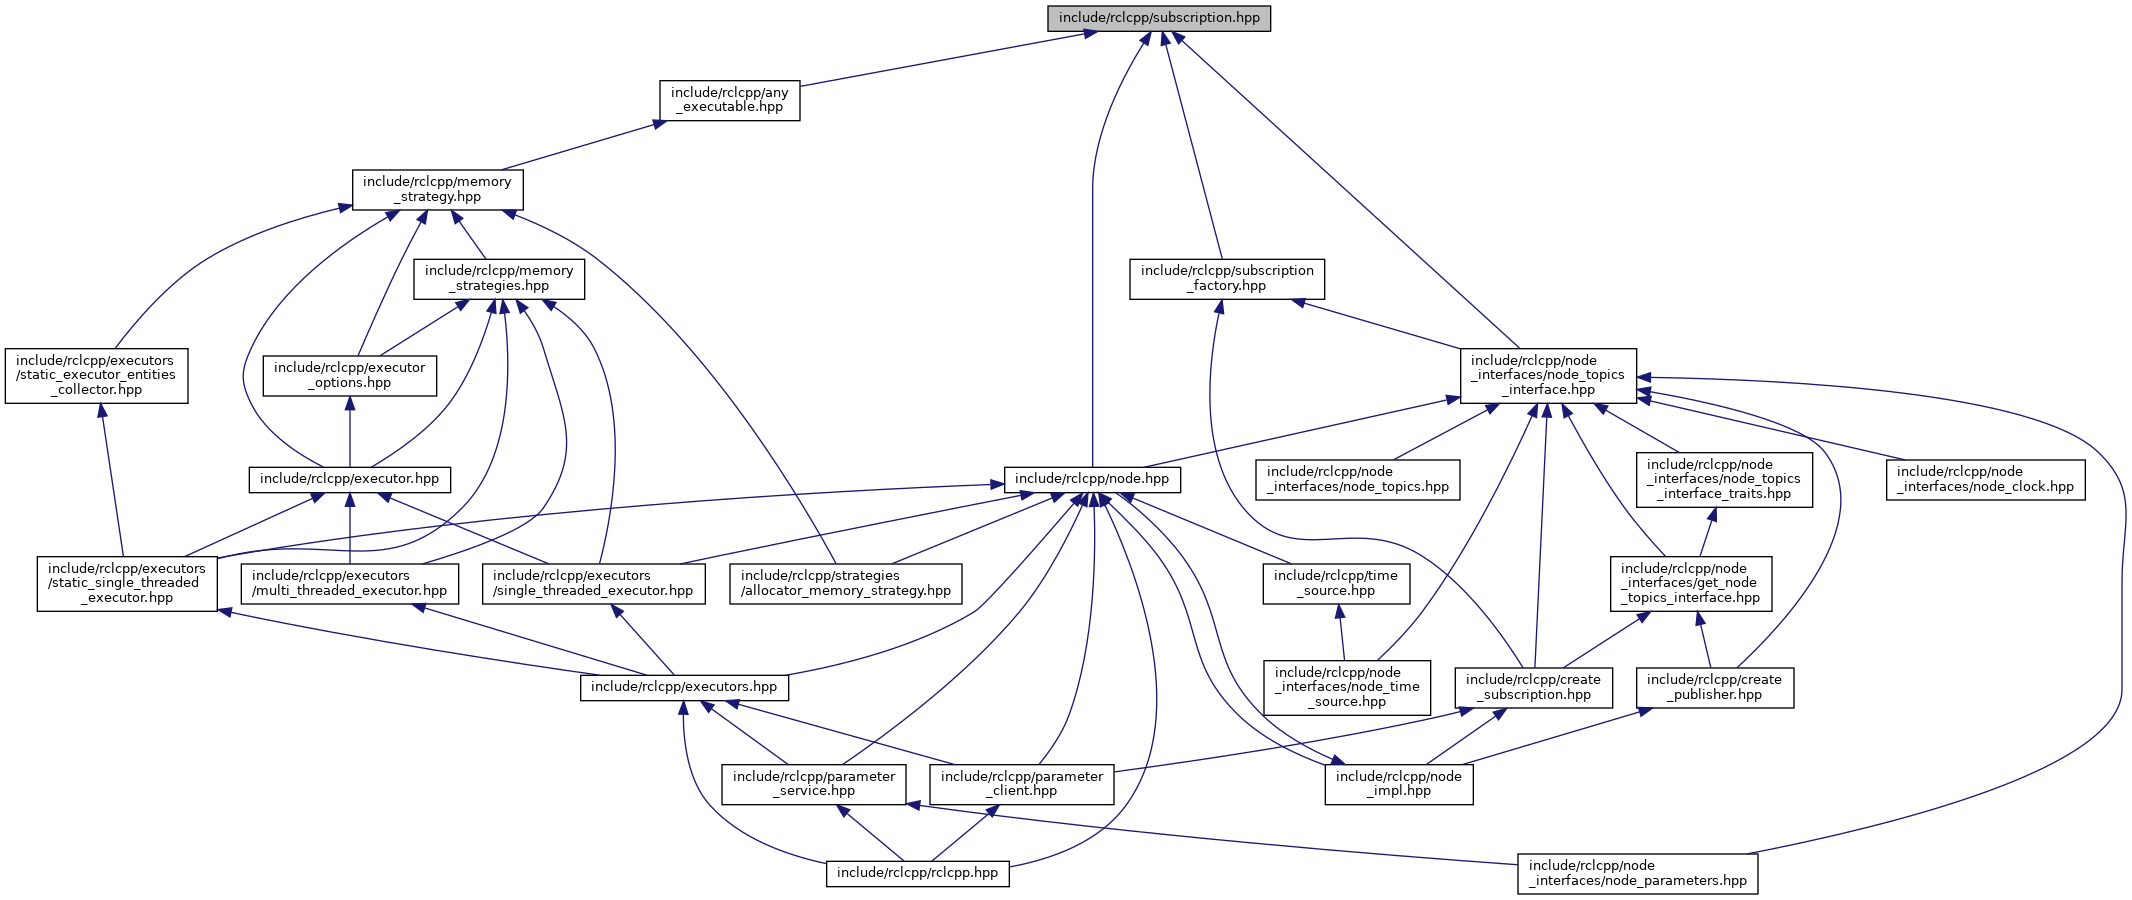 include/rclcpp/subscription.hpp
include/rclcpp/any
_executable.hpp
include/rclcpp/memory
_strategy.hpp
include/rclcpp/memory
_strategies.hpp
include/rclcpp/subscription
_factory.hpp
include/rclcpp/executors
/static_executor_entities
_collector.hpp
include/rclcpp/executor
_options.hpp
include/rclcpp/node
_interfaces/node_topics
_interface.hpp
include/rclcpp/executor.hpp
include/rclcpp/node.hpp
include/rclcpp/node
_interfaces/node_topics.hpp
include/rclcpp/node
_interfaces/node_topics
_interface_traits.hpp
include/rclcpp/node
_interfaces/node_clock.hpp
include/rclcpp/executors
/static_single_threaded
_executor.hpp
include/rclcpp/executors
/multi_threaded_executor.hpp
include/rclcpp/executors
/single_threaded_executor.hpp
include/rclcpp/strategies
/allocator_memory_strategy.hpp
include/rclcpp/time
_source.hpp
include/rclcpp/node
_interfaces/get_node
_topics_interface.hpp
include/rclcpp/executors.hpp
include/rclcpp/node
_interfaces/node_time
_source.hpp
include/rclcpp/create
_subscription.hpp
include/rclcpp/create
_publisher.hpp
include/rclcpp/parameter
_service.hpp
include/rclcpp/parameter
_client.hpp
include/rclcpp/node
_impl.hpp
include/rclcpp/rclcpp.hpp
include/rclcpp/node
_interfaces/node_parameters.hpp